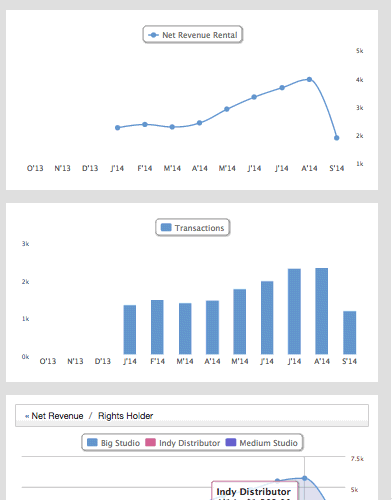 Net Revenue Rental
5k
4k
3k
2k
1k
O'13 N'13 D'13 J'14 F'14 M'14 A'14 M'14 J'14 J'14 A'14 S'14
Transactions
3k
2k
1k
0k
O'13 N'13 D'13 J'14 F'14 M'14 A'14 M'14 J'14 J'14 A'14 S'14
« Net Revenue / Rights Holder
Big Studio Indy Distributor Medium Studio
7.5k
5k
Indy Distributor